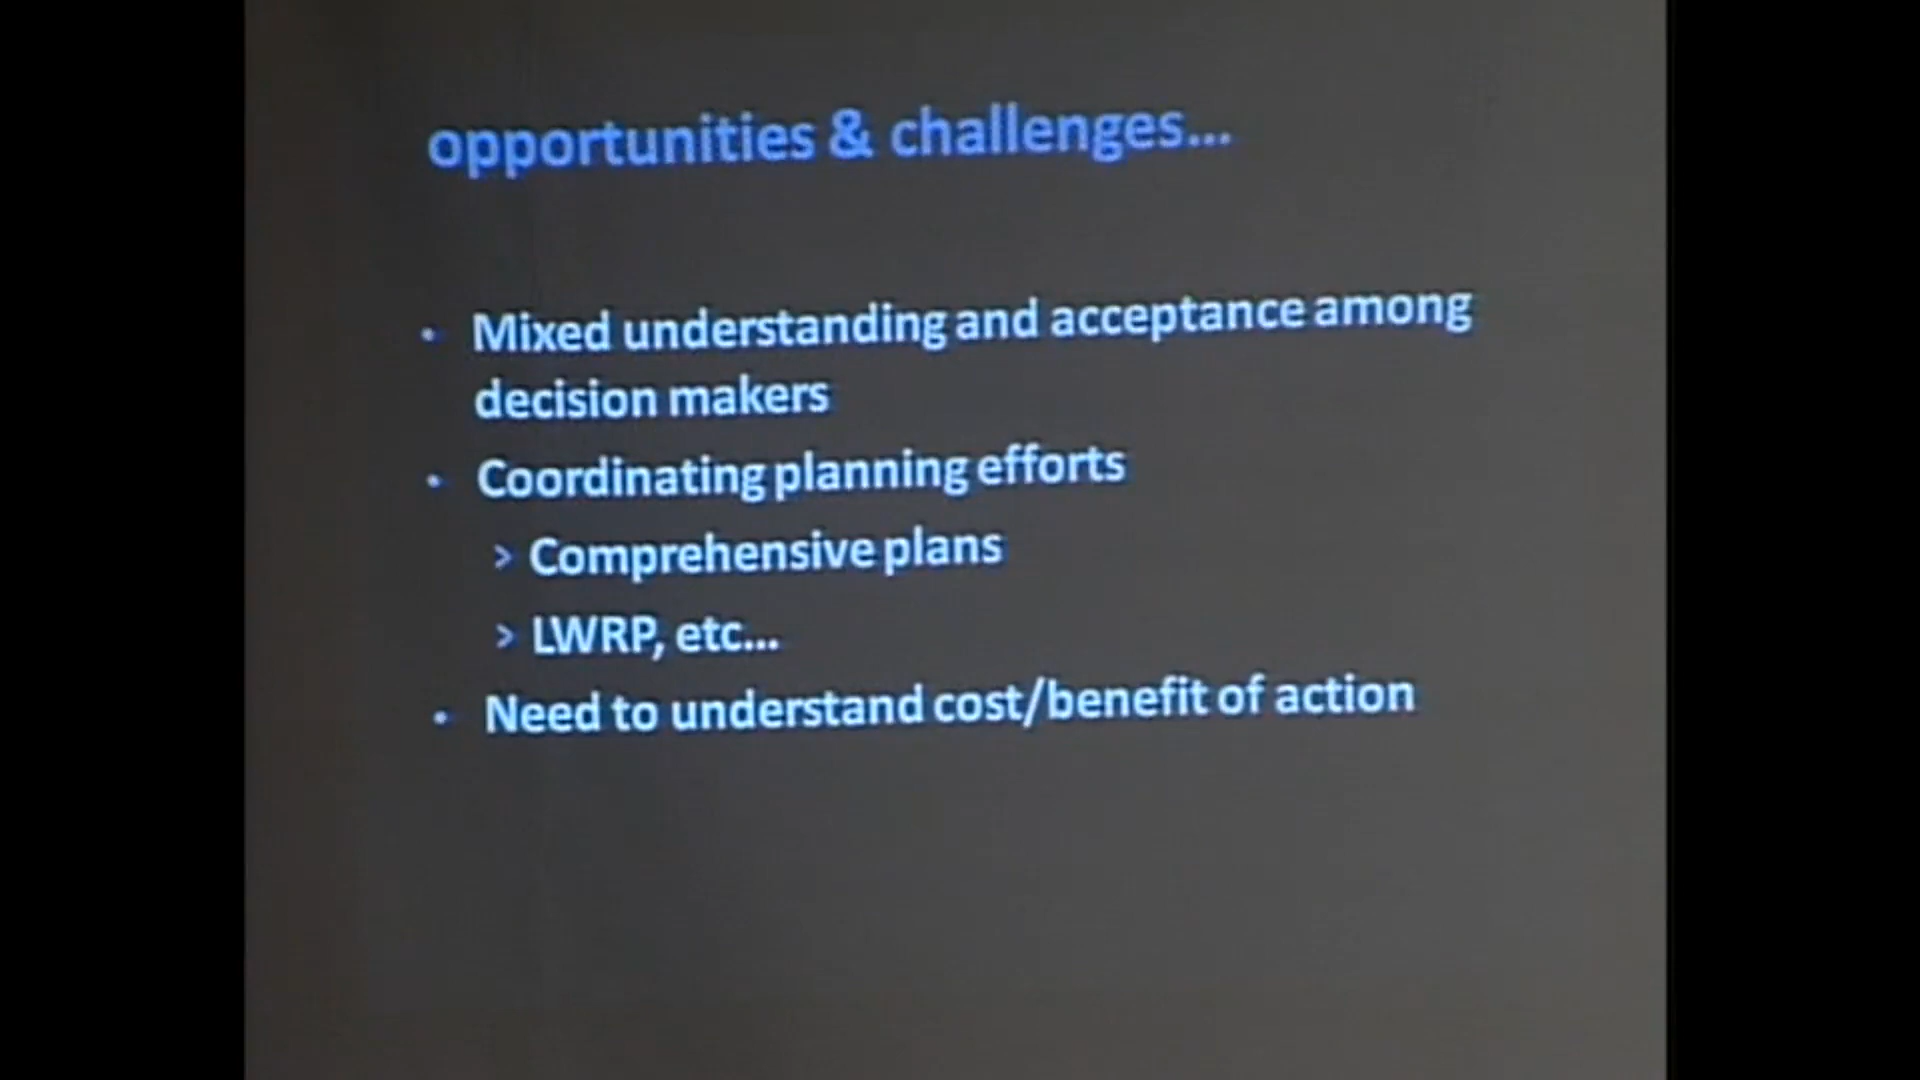 opportunities & challenges...
• Mixed understanding and acceptance among
decision makers
• Coordinating planning efforts
> Comprehensive plans
> LWRP, etc...
• Need to understand cost/benefit of action